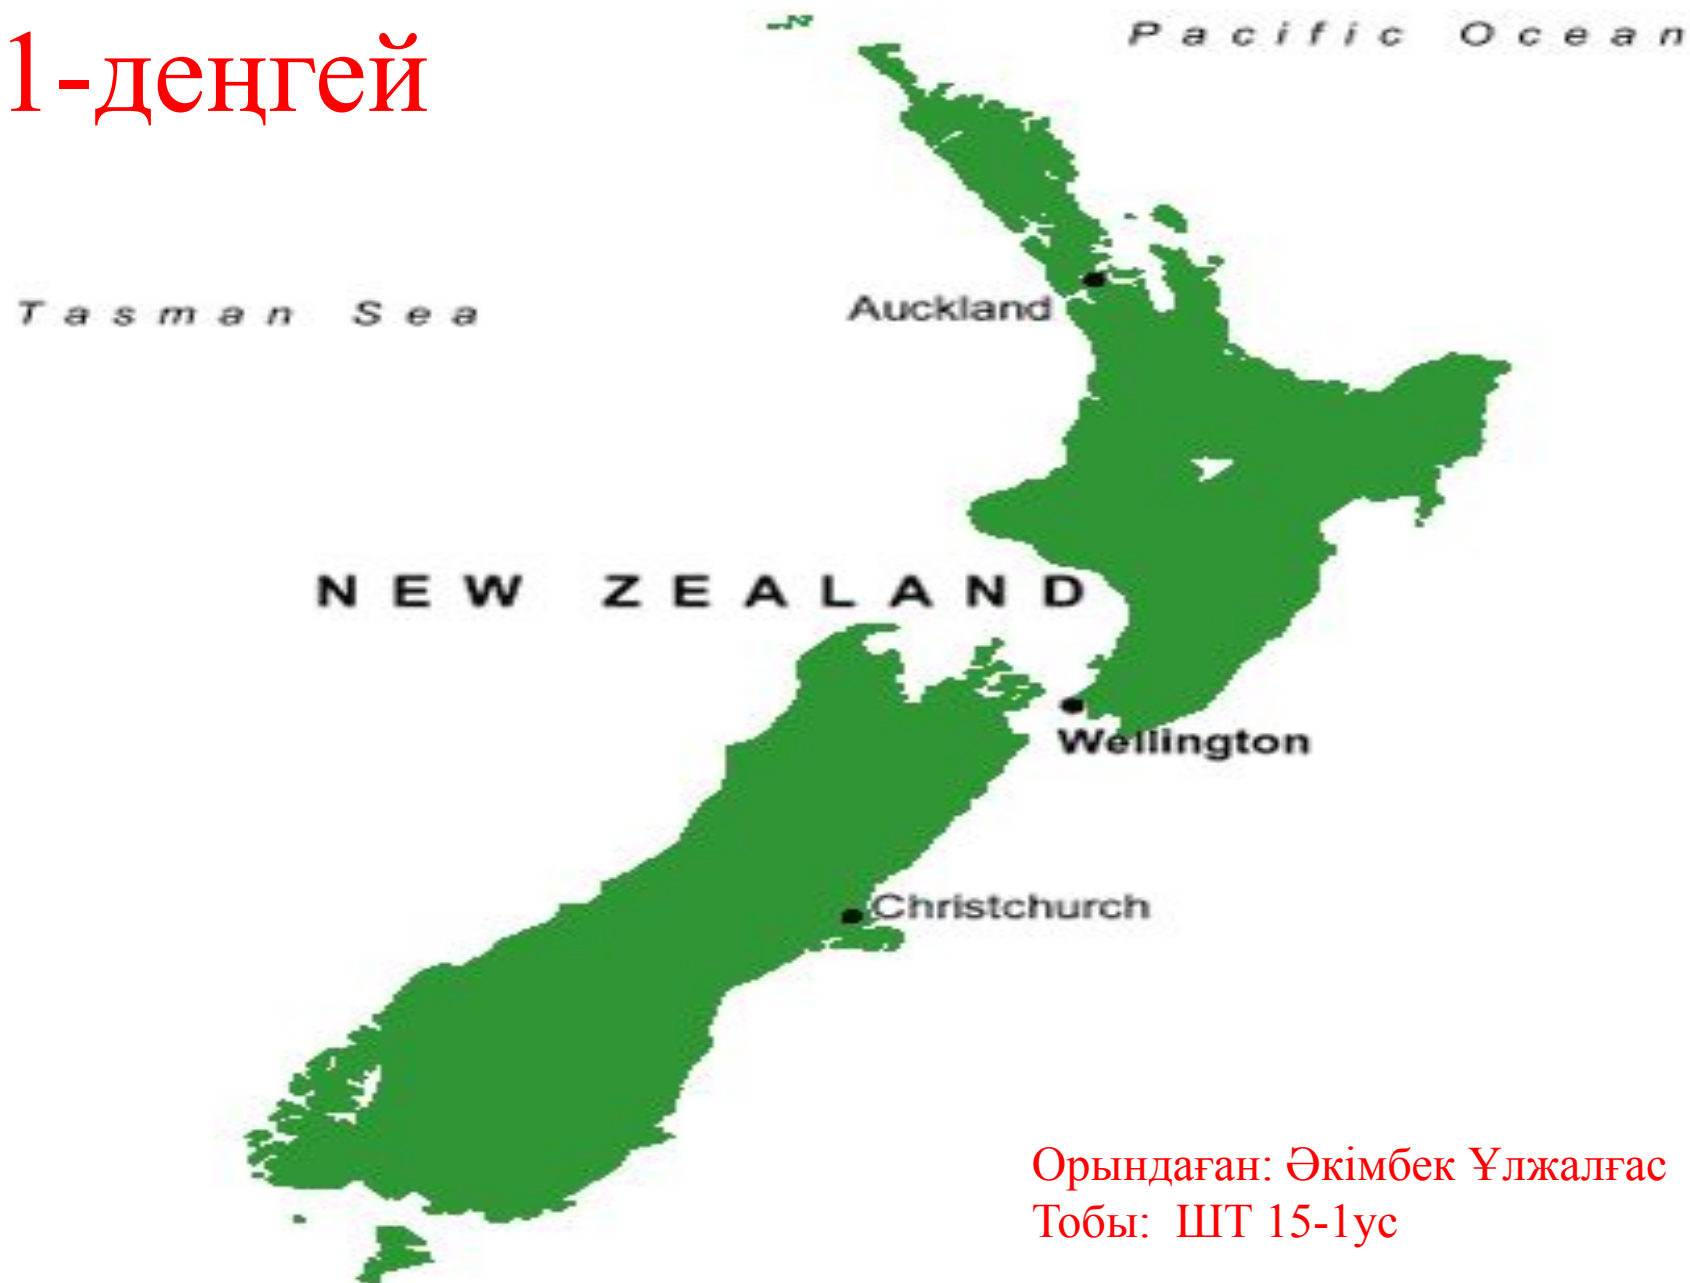 1-деңгей
Pacific Ocean
Tasman Sea
Auckland
NEW ZEALAND
Wellington
Christchurch
Орындаған: Әкімбек Ұлжалғас
Тобы: ШТ 15-1ус